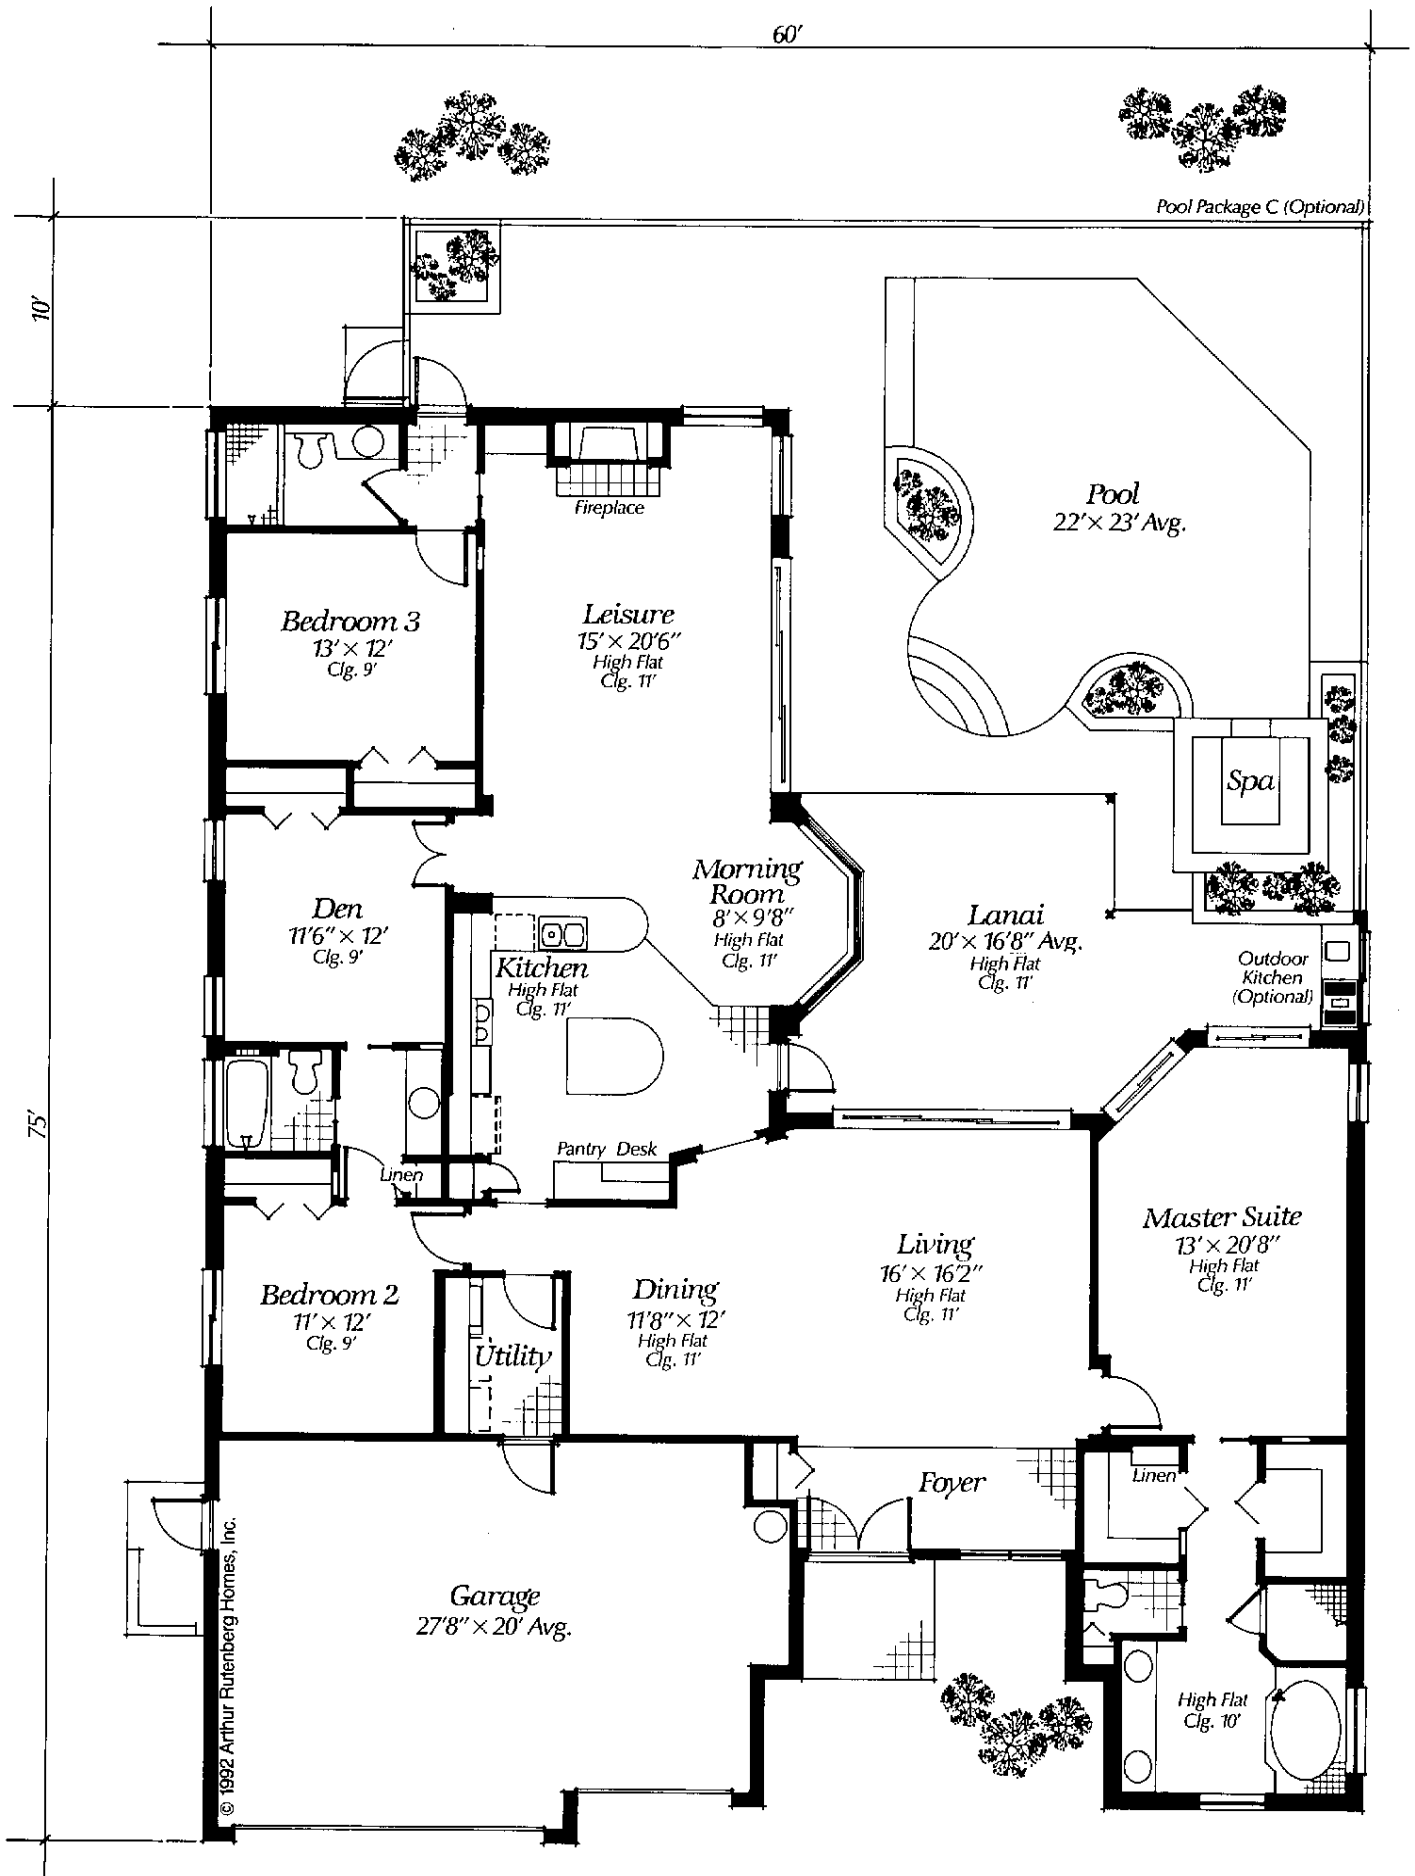 60'
Pool Package C (Optional)
10'
Fireplace
Pool
22' × 23' Avg.
Bedroom 3
13' × 12'
Clg. 9'
Leisure
15' × 20'6"
High Flat
Clg. 11'
Spa
Morning
Room
8' × 9'8"
High Flat
Clg. 11'
Den
11'6" × 12'
Clg. 9'
Lanai
20' × 16'8" Avg.
High Flat
Clg. 11'
Kitchen
High Flat
Clg. 11'
Outdoor
Kitchen
(Optional)
75'
Pantry Desk
Linen
Master Suite
13' × 20'8"
High Flat
Clg. 11'
Living
16' × 16'2"
High Flat
Clg. 11'
Dining
11'8" × 12'
High Flat
Clg. 11'
Bedroom 2
11' × 12'
Clg. 9'
Utility
Foyer
Linen
Garage
27'8" × 20' Avg.
High Flat
Clg. 10'
© 1992 Arthur Rutenberg Homes, Inc.